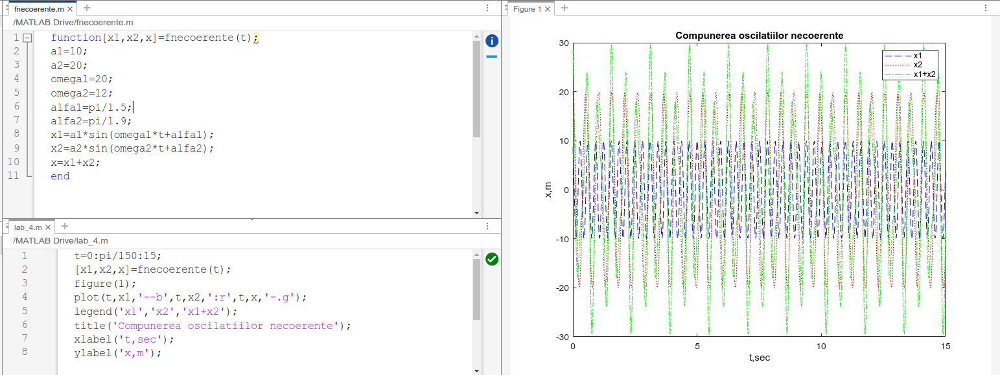 fnecoerente.m
/MATLAB Drive/fnecoerente.m
1 function[x1,x2,x]=fnecoerente(t);
2 a1=10;
3 a2=20;
4 omega1=20;
5 omega2=12;
6 alfa1=pi/1.5;
7 alfa2=pi/1.9;
8 x1=a1*sin(omega1*t+alfa1);
9 x2=a2*sin(omega2*t+alfa2);
10 x=x1+x2;
11 end
lab_4.m
/MATLAB Drive/lab_4.m
1 t=0:pi/150:15;
2 [x1,x2,x]=fnecoerente(t);
3 figure(1);
4 plot(t,x1,'--b',t,x2,':r',t,x,'-.g');
5 legend('x1','x2','x1+x2');
6 title('Compunerea oscilatiilor necoerente');
7 xlabel('t,sec');
8 ylabel('x,m');
Figure 1
Compunerea oscilatiilor necoerente
x1
x2
x1+x2
30
20
10
0
-10
-20
-30
x,m
0 5 10 15
t,sec